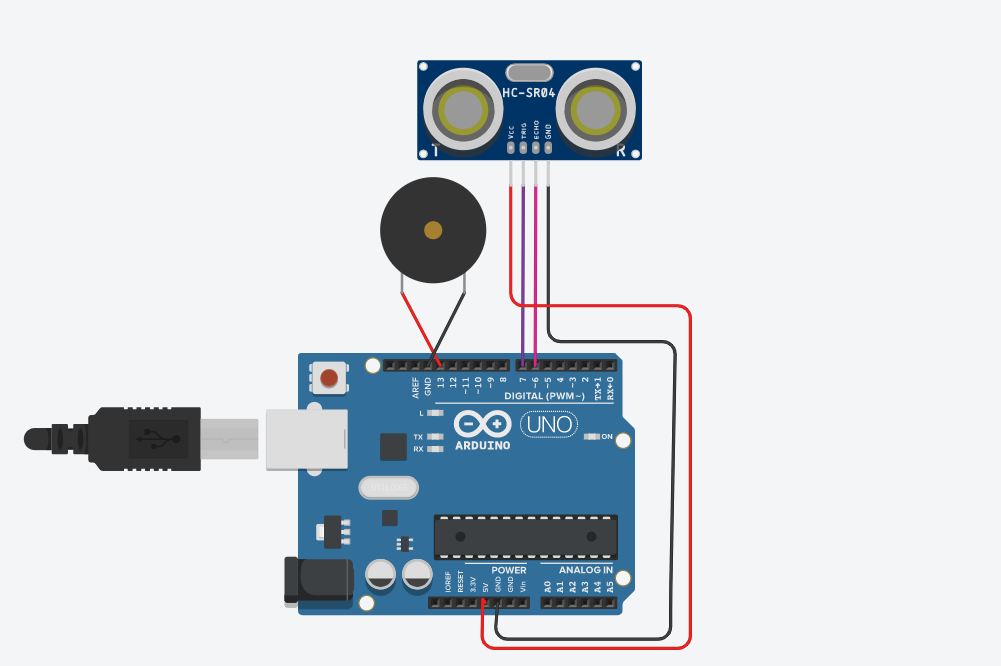 HC-SR04
VCC
TRIG
ECHO
GND
T
R
AREF
GND
13
12
~11
~10
~9
8
7
~6
~5
4
~3
2
TX→1
RX←0
DIGITAL (PWM~)
L
TX
RX
ARDUINO
UNO
ON
POWER
ANALOG IN
IOREF
RESET
3.3V
5V
GND
GND
Vin
A0
A1
A2
A3
A4
A5